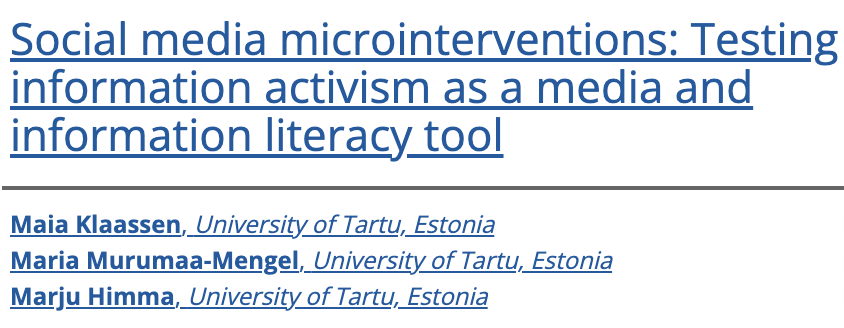 Social media microinterventions: Testing
information activism as a media and
information literacy tool
Maia Klaassen, University of Tartu, Estonia
Maria Murumaa-Mengel, University of Tartu, Estonia
Marju Himma, University of Tartu, Estonia